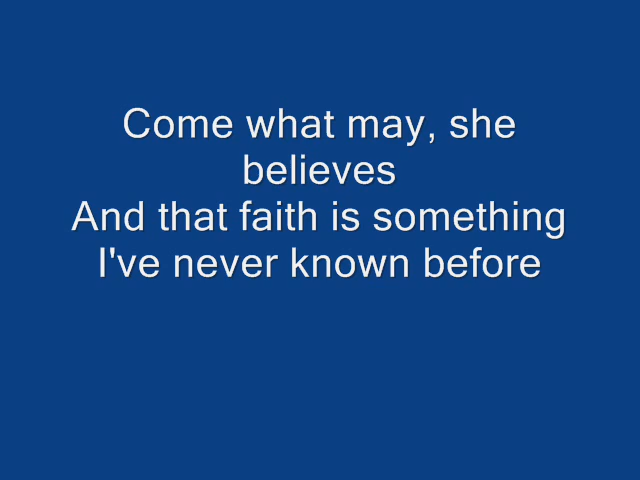 Come what may, she
believes
And that faith is something
I've never known before